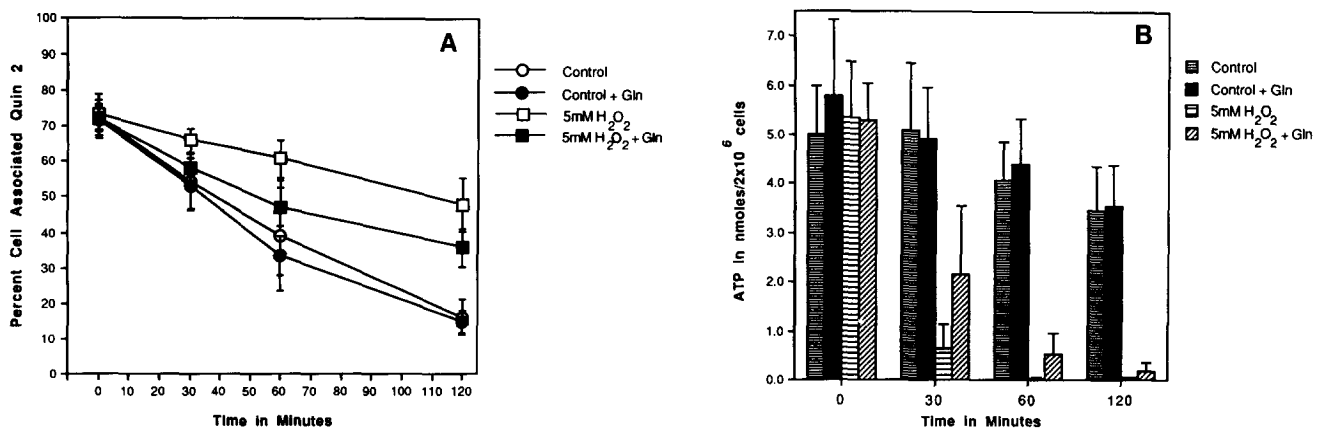 A
Percent Cell Associated Quin 2
100
90
80
70
60
50
40
30
20
10
0
0 10 20 30 40 50 60 70 80 90 100 110 120
Time in Minutes
Control
Control + Gln
5mM H2O2
5mM H2O2 + Gln
B
ATP in nmoles/2x10^6 cells
7.0
6.0
5.0
4.0
3.0
2.0
1.0
0.0
0 30 60 120
Time in Minutes
Control
Control + Gln
5mM H2O2
5mM H2O2 + Gln